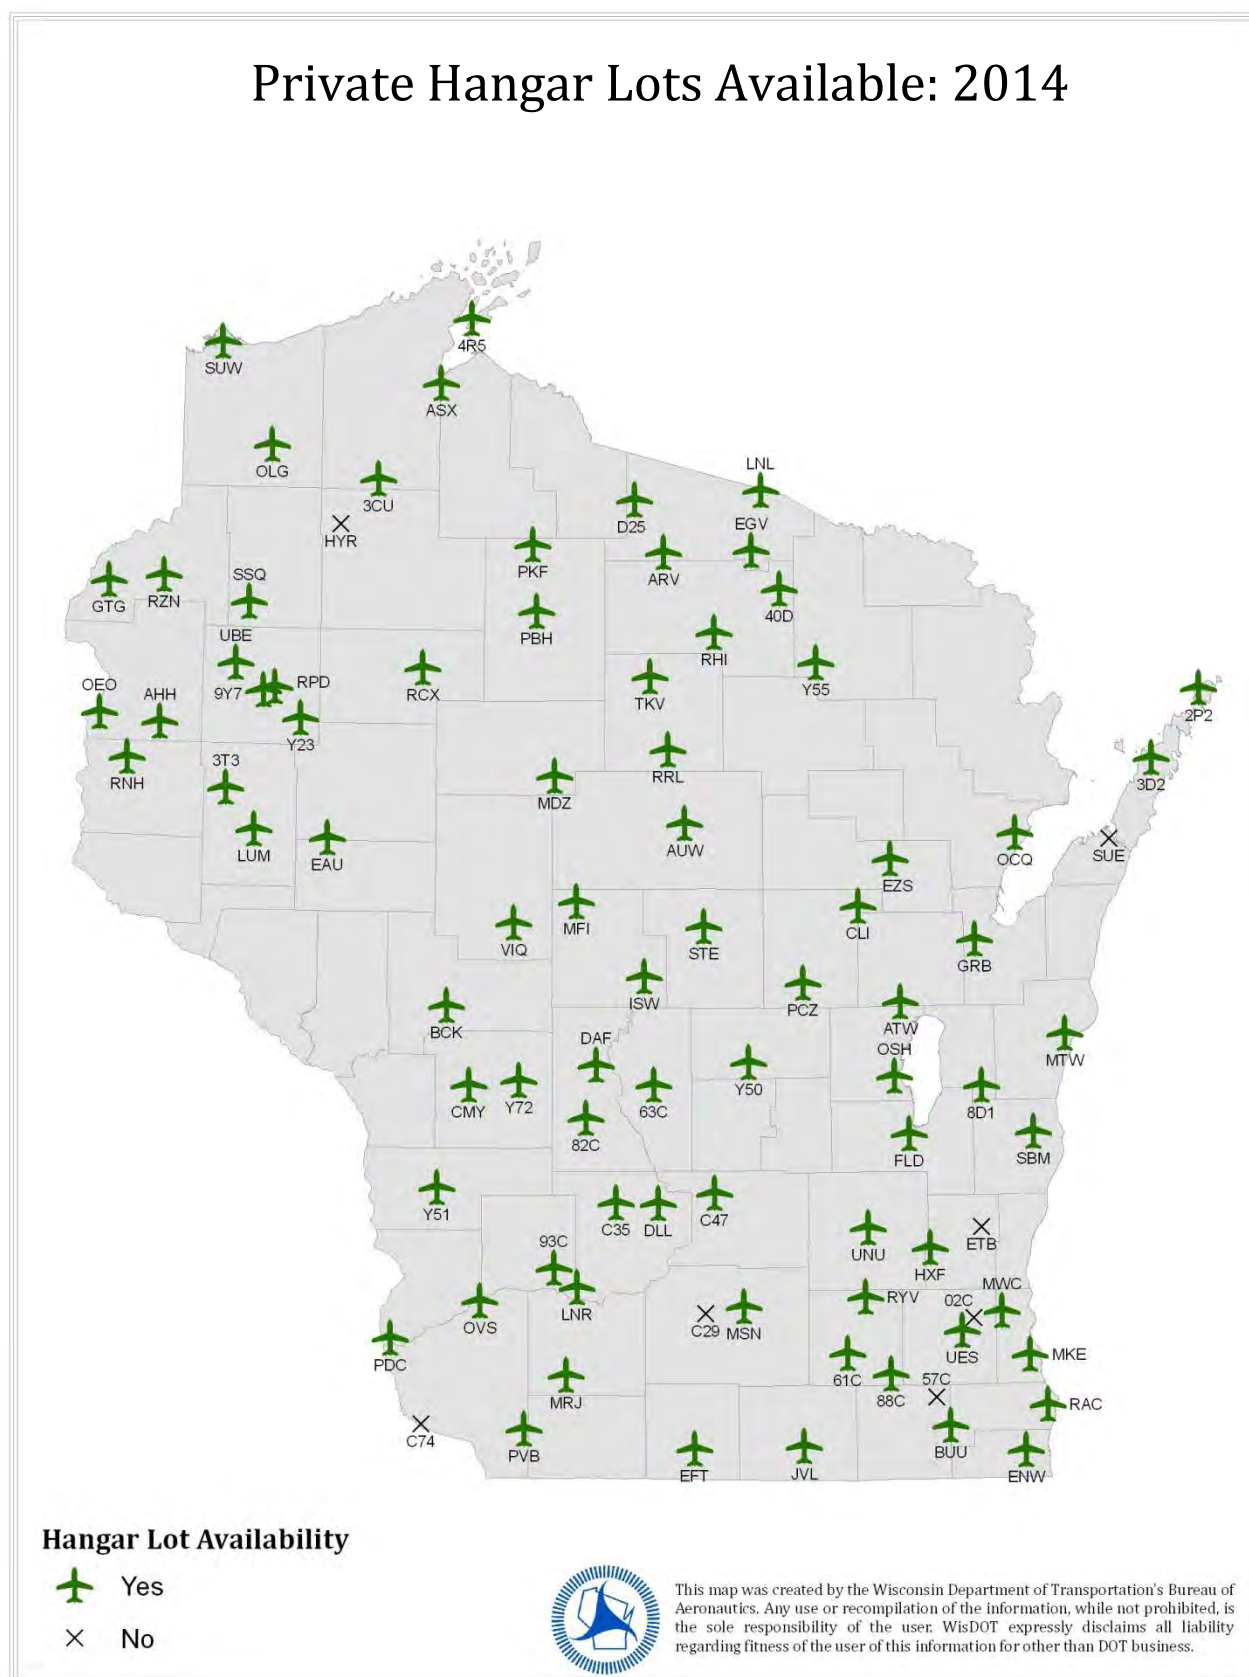 Private Hangar Lots Available: 2014
4R5
SUW
ASX
OLG
LNL
3CU
D25
EGV
HYR
PKF
ARV
SSQ
GTG
RZN
40D
UBE
PBH
RHI
OEO
AHH
9Y7
RPD
RCX
TKV
Y55
2P2
Y23
3T3
RNH
RRL
3D2
MDZ
LUM
EAU
AUW
OCQ
SUE
EZS
MFI
CLI
VIQ
STE
GRB
ISW
PCZ
BCK
ATW
DAF
OSH
MTW
CMY
Y72
63C
Y50
8D1
82C
FLD
SBM
Y51
C35
DLL
C47
93C
UNU
HXF
ETB
MWC
LNR
RYV
02C
OVS
C29
MSN
UES
MKE
PDC
61C
57C
MRJ
88C
RAC
C74
PVB
BUU
EFT
JVL
ENW
Hangar Lot Availability
Yes
No
This map was created by the Wisconsin Department of Transportation's Bureau of
Aeronautics. Any use or recompilation of the information, while not prohibited, is
the sole responsibility of the user. WisDOT expressly disclaims all liability
regarding fitness of the user of this information for other than DOT business.